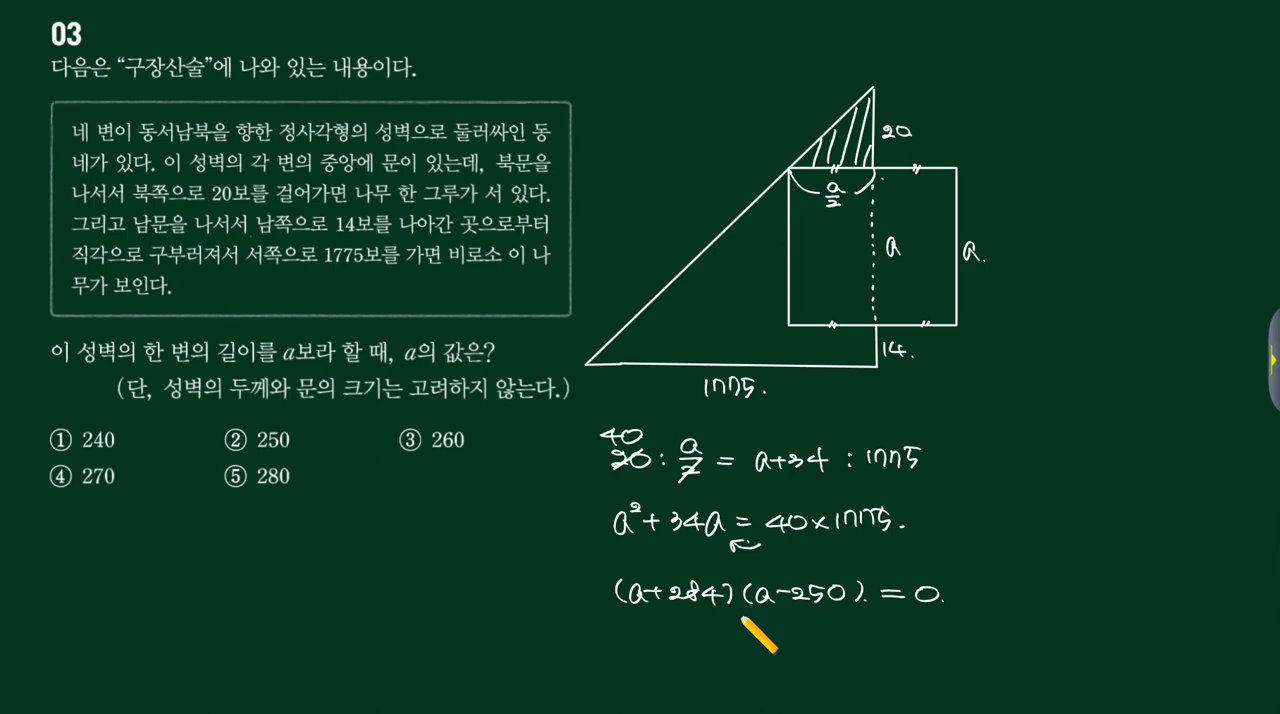 03
다음은 “구장산술”에 나와 있는 내용이다.
네 변이 동서남북을 향한 정사각형의 성벽으로 둘러싸인 동
네가 있다. 이 성벽의 각 변의 중앙에 문이 있는데, 북문을
나서서 북쪽으로 20보를 걸어가면 나무 한 그루가 서 있다.
그리고 남문을 나서서 남쪽으로 14보를 나아간 곳으로부터
직각으로 구부러져서 서쪽으로 1775보를 가면 비로소 이 나
무가 보인다.
이 성벽의 한 변의 길이를 a보라 할 때, a의 값은?
(단, 성벽의 두께와 문의 크기는 고려하지 않는다.)
① 240 ② 250 ③ 260
④ 270 ⑤ 280
20
a/2
a
a.
14.
1775.
40
20 : a/2 = a+34 : 1775
a²+34a = 40×1775.
(a+284)(a-250). = 0.